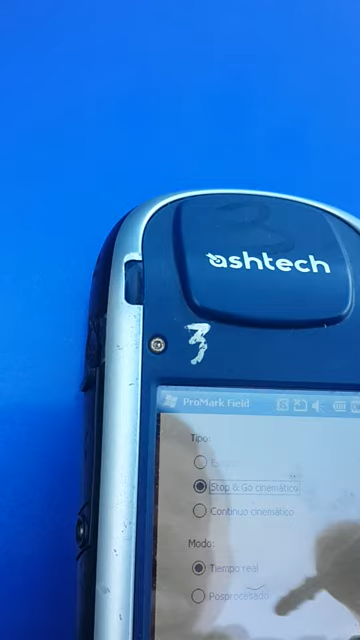 ashtech
3
ProMark Field
Tipo:
Stop & Go cinemático
Continuo cinemático
Modo:
Tiempo real
Posprocesado